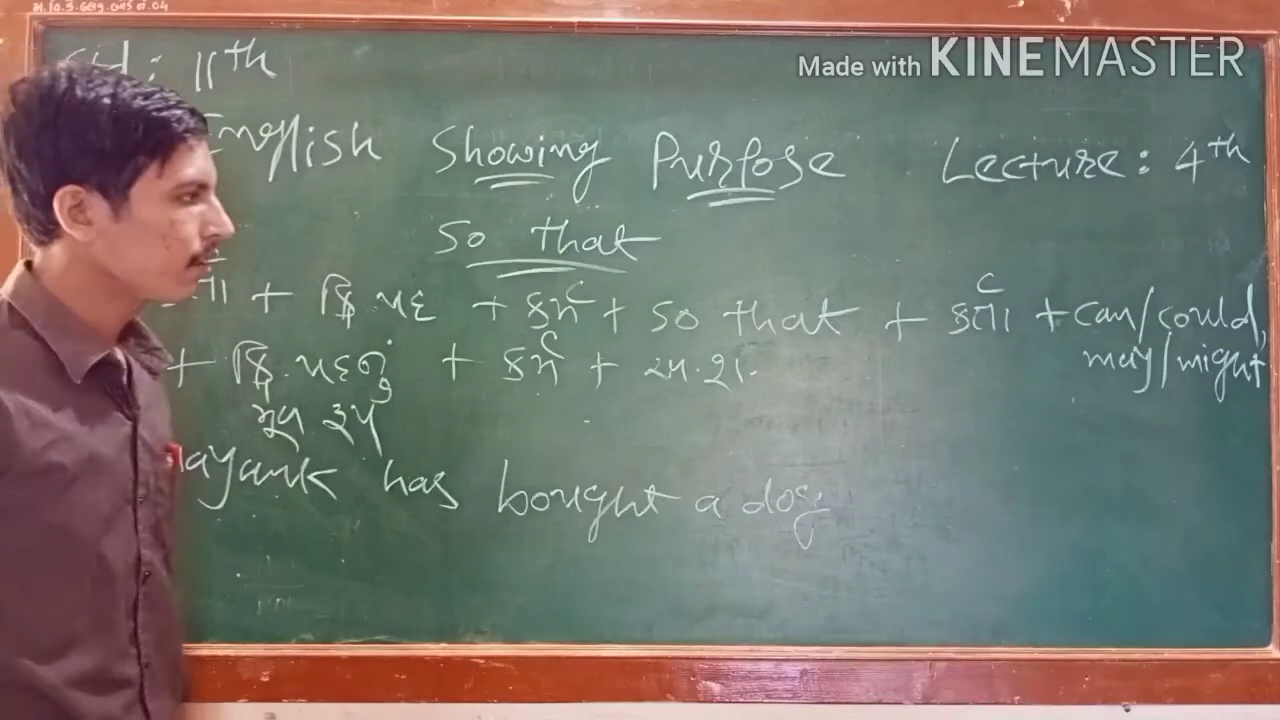 Made with KINEMASTER
Std : 11th
English Showing Purpose Lecture : 4th
So that
+ ક્રિ.પદ + કર્મ + so that + કર્તા + can/could,
may/might
+ ક્રિ.પદનું + કર્મ + અ.શ.
મૂળ રૂપ
ayank has bought a dog